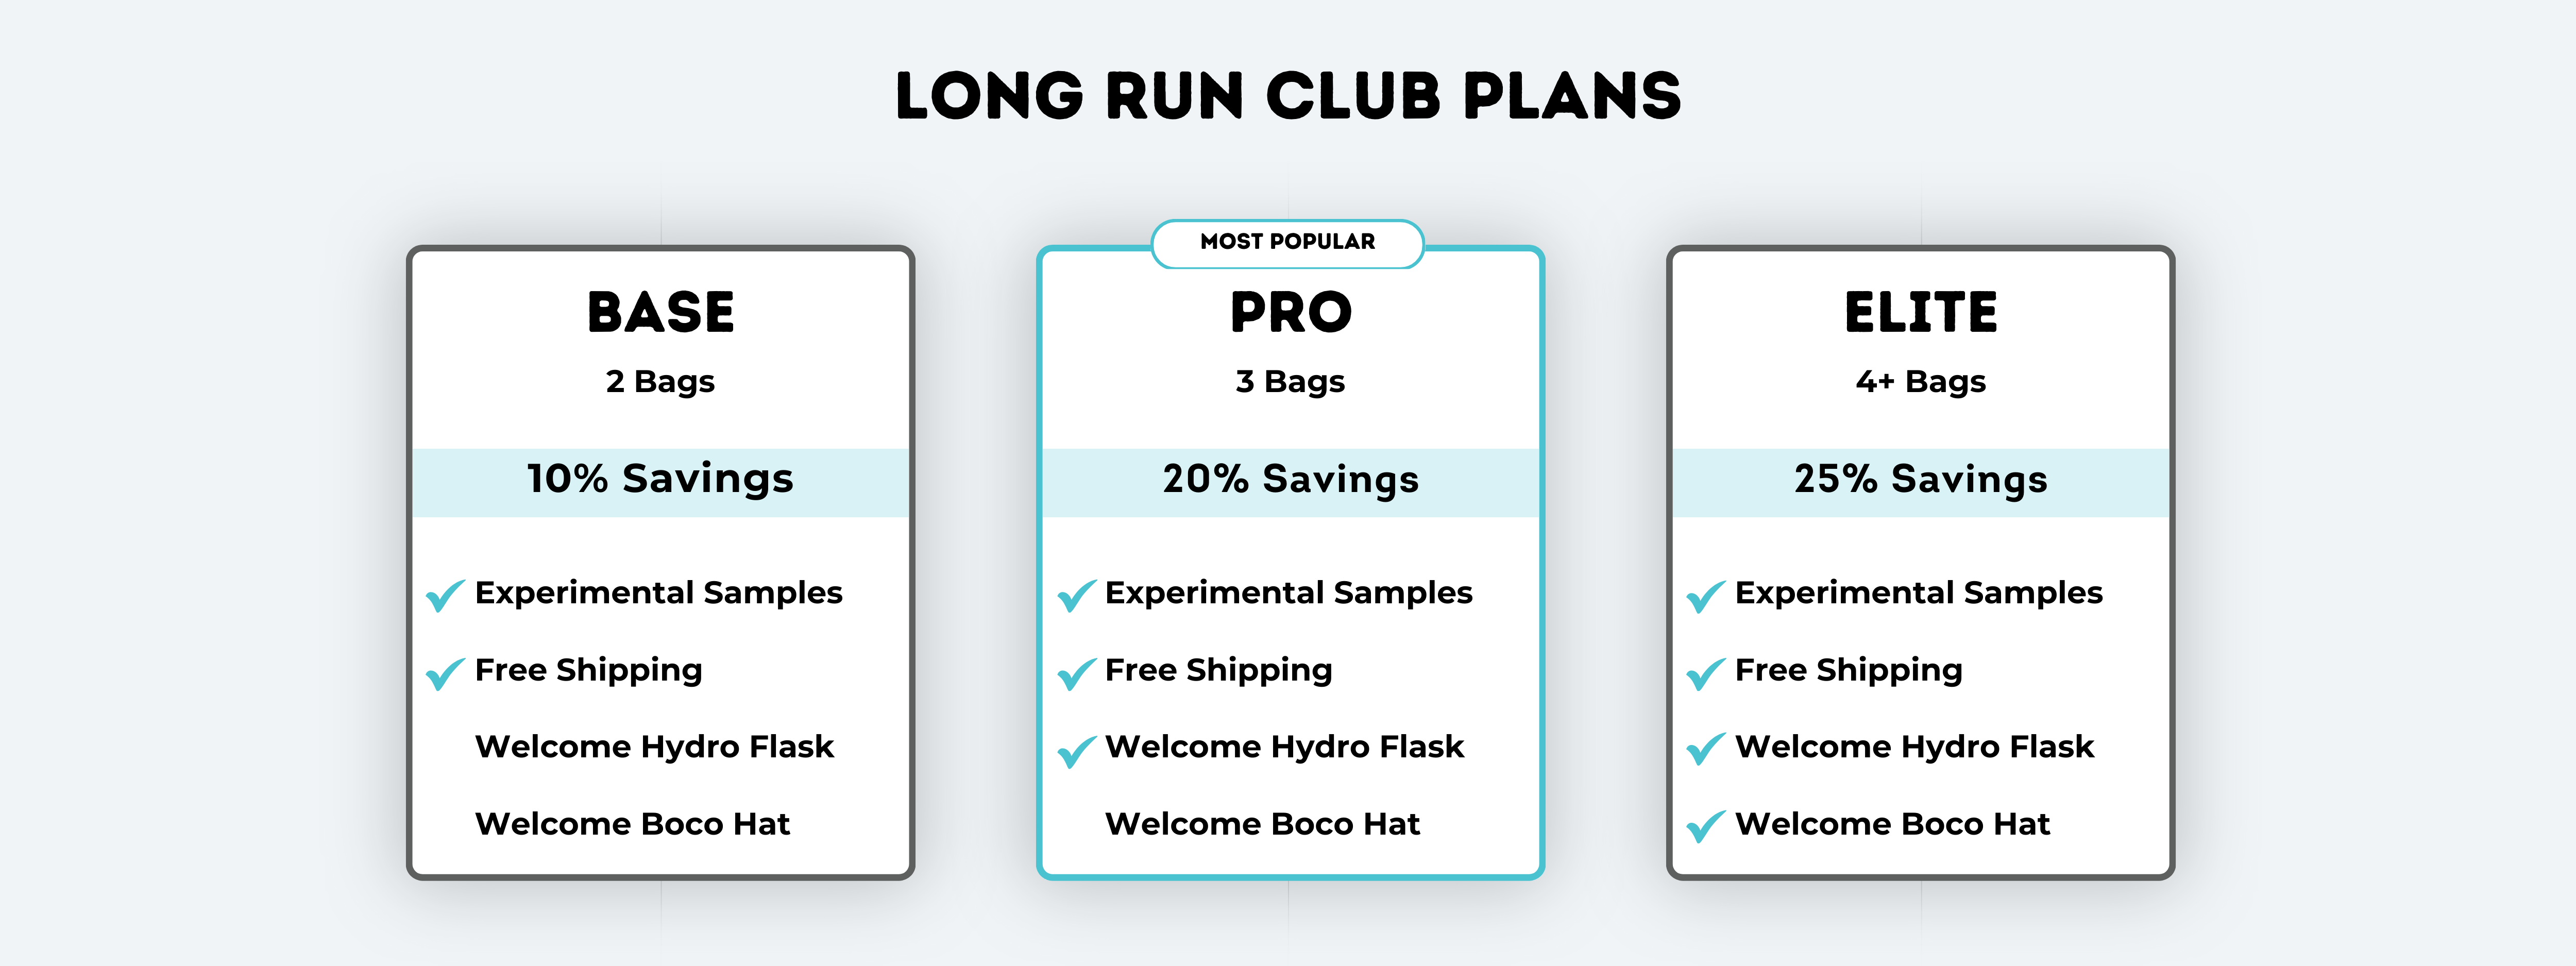 LONG RUN CLUB PLANS
BASE
2 Bags
10% Savings
Experimental Samples
Free Shipping
Welcome Hydro Flask
Welcome Boco Hat
MOST POPULAR
PRO
3 Bags
20% Savings
Experimental Samples
Free Shipping
Welcome Hydro Flask
Welcome Boco Hat
ELITE
4+ Bags
25% Savings
Experimental Samples
Free Shipping
Welcome Hydro Flask
Welcome Boco Hat